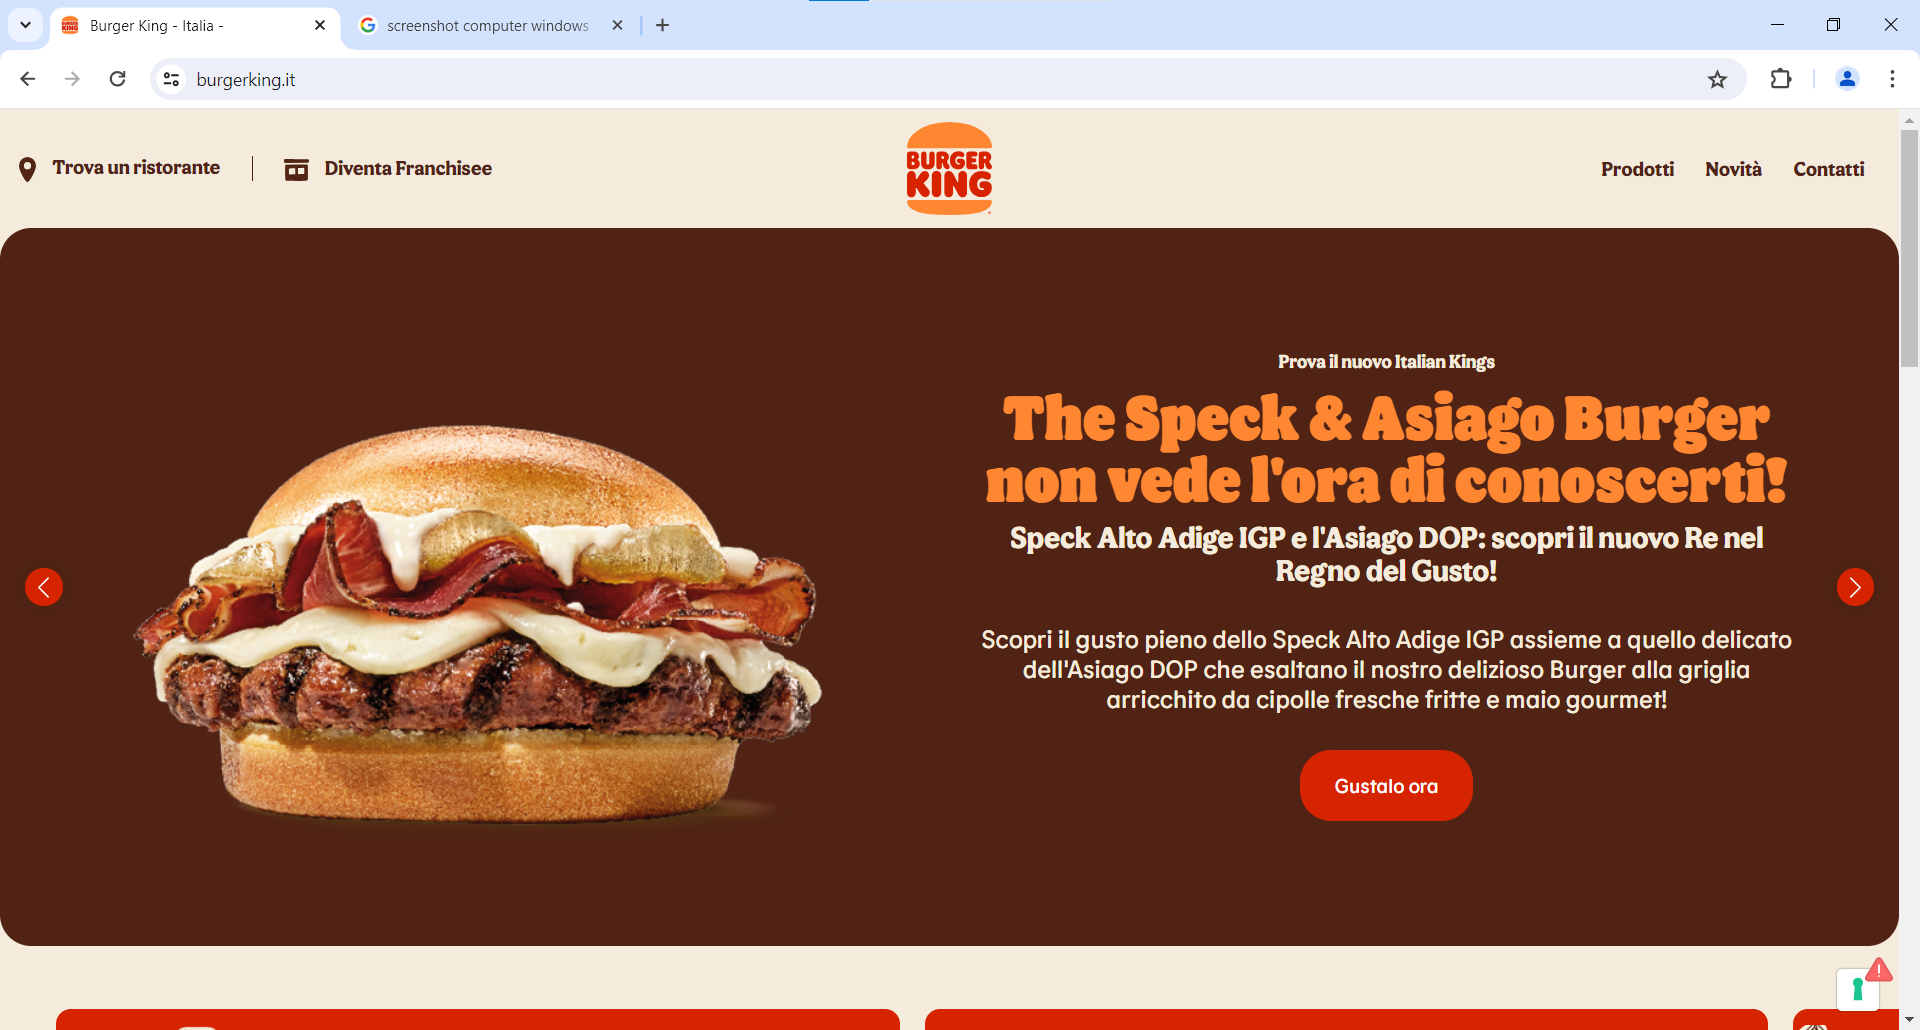 Burger King - Italia -
screenshot computer windows
burgerking.it
Trova un ristorante
Diventa Franchisee
BURGER
KING
Prodotti
Novità
Contatti
Prova il nuovo Italian Kings
The Speck & Asiago Burger
non vede l'ora di conoscerti!
Speck Alto Adige IGP e l'Asiago DOP: scopri il nuovo Re nel
Regno del Gusto!
Scopri il gusto pieno dello Speck Alto Adige IGP assieme a quello delicato
dell'Asiago DOP che esaltano il nostro delizioso Burger alla griglia
arricchito da cipolle fresche fritte e maio gourmet!
Gustalo ora